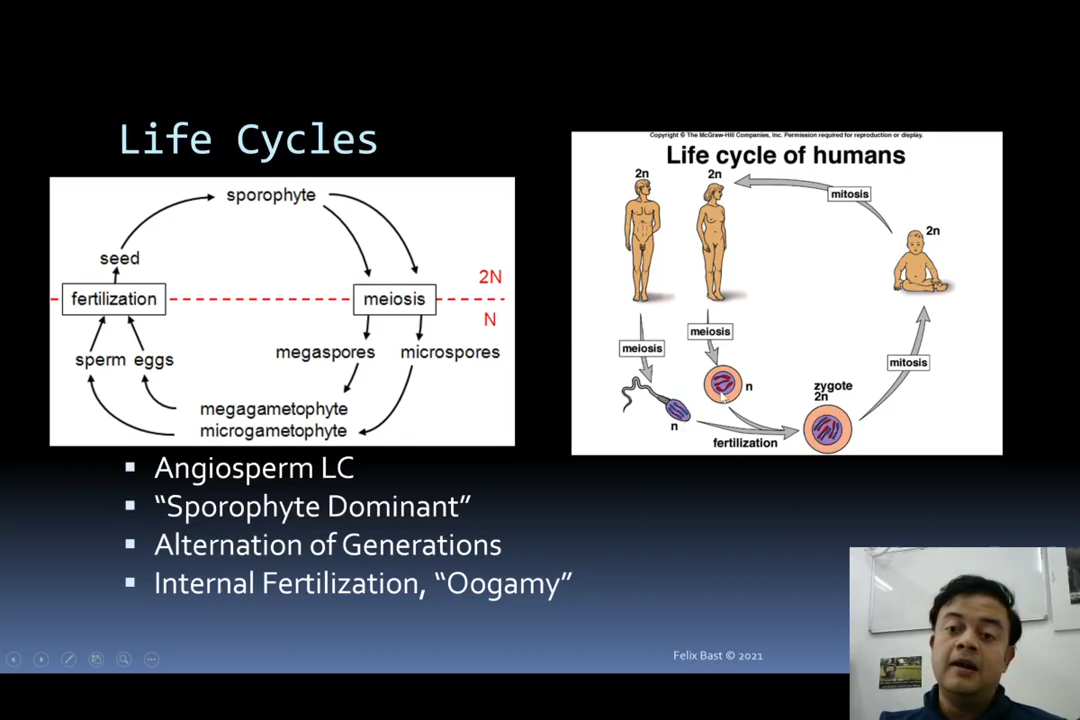 Life Cycles
sporophyte
seed
fertilization
meiosis
2N
N
megaspores
microspores
sperm eggs
megagametophyte
microgametophyte
Copyright © The McGraw-Hill Companies, Inc. Permission required for reproduction or display.
Life cycle of humans
2n
2n
mitosis
2n
meiosis
meiosis
mitosis
n
zygote
2n
n
fertilization
Angiosperm LC
“Sporophyte Dominant”
Alternation of Generations
Internal Fertilization, “Oogamy”
Felix Bast © 2021